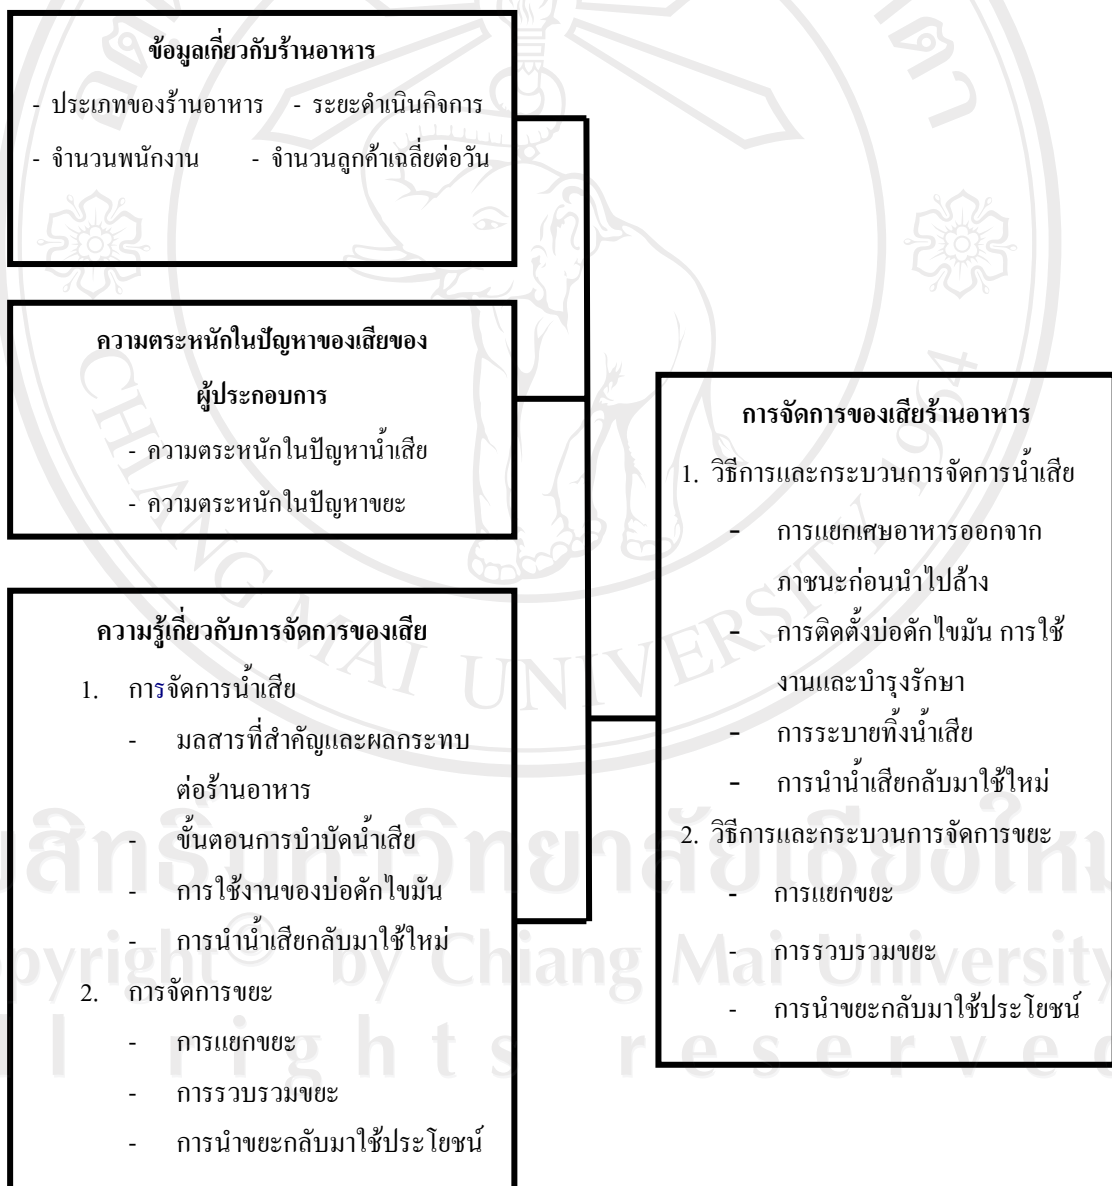 ข้อมูลเกี่ยวกับร้านอาหาร
- ประเภทของร้านอาหาร - ระยะดำเนินกิจการ
- จำนวนพนักงาน - จำนวนลูกค้าเฉลี่ยต่อวัน
ความตระหนักในปัญหาของเสียของ
ผู้ประกอบการ
- ความตระหนักในปัญหาน้ำเสีย
- ความตระหนักในปัญหาขยะ
ความรู้เกี่ยวกับการจัดการของเสีย
1. การจัดการน้ำเสีย
- มลสารที่สำคัญและผลกระทบ
ต่อร้านอาหาร
- ขั้นตอนการบำบัดน้ำเสีย
- การใช้งานของบ่อดักไขมัน
- การนำน้ำเสียกลับมาใช้ใหม่
2. การจัดการขยะ
- การแยกขยะ
- การรวบรวมขยะ
- การนำขยะกลับมาใช้ประโยชน์
การจัดการของเสียร้านอาหาร
1. วิธีการและกระบวนการจัดการน้ำเสีย
- การแยกเศษอาหารออกจาก
ภาชนะก่อนนำไปล้าง
- การติดตั้งบ่อดักไขมัน การใช้
งานและบำรุงรักษา
- การระบายทิ้งน้ำเสีย
- การนำน้ำเสียกลับมาใช้ใหม่
2. วิธีการและกระบวนการจัดการขยะ
- การแยกขยะ
- การรวบรวมขยะ
- การนำขยะกลับมาใช้ประโยชน์
CHIANG MAI UNIVERSITY 1964
สิทธิ์มหาวิทยาลัยเชียงใหม
opyright © by Chiang Mai University
l rights reserved